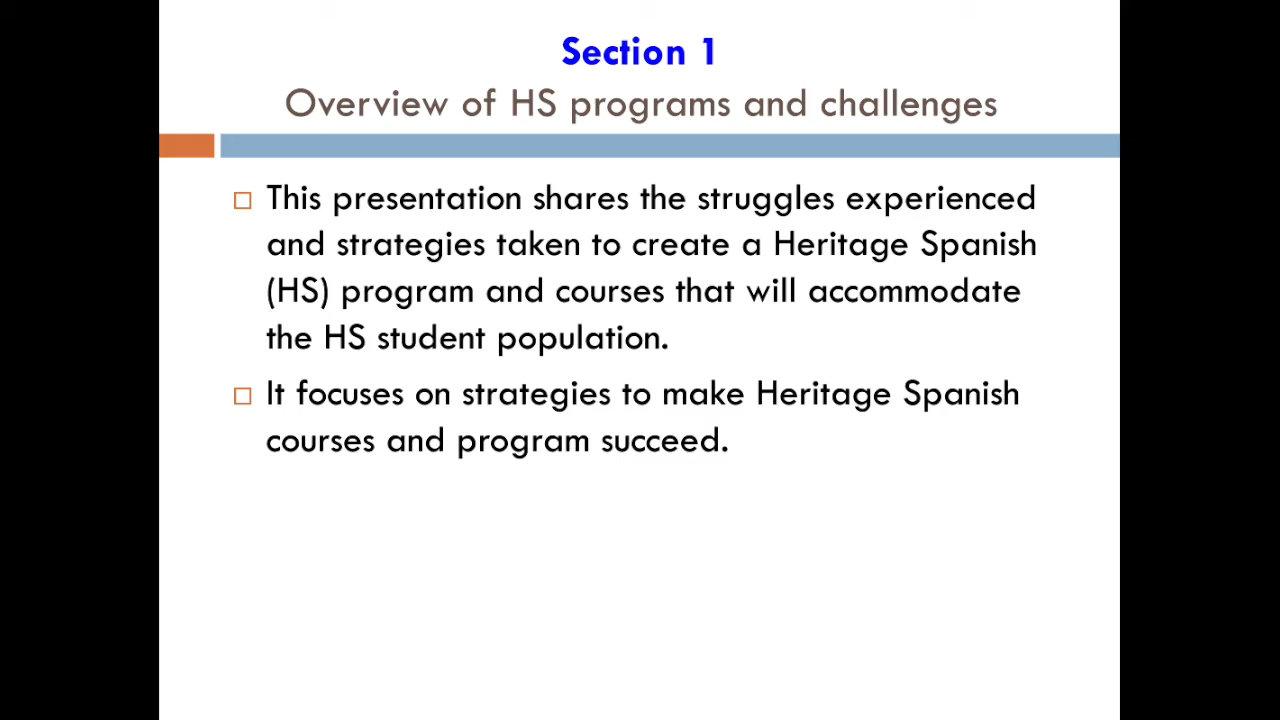 Section 1
Overview of HS programs and challenges
This presentation shares the struggles experienced
and strategies taken to create a Heritage Spanish
(HS) program and courses that will accommodate
the HS student population.
It focuses on strategies to make Heritage Spanish
courses and program succeed.